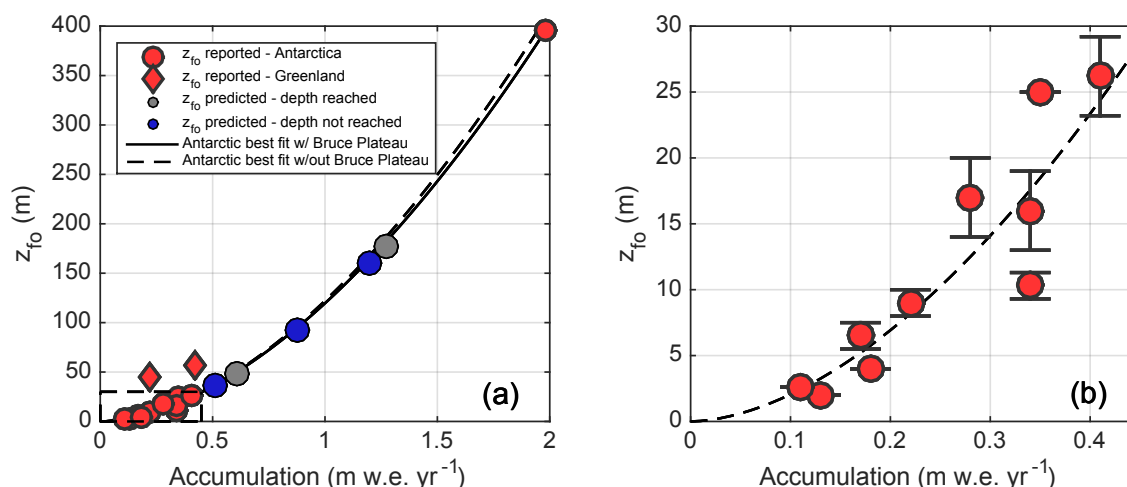 400
350
300
250
200
150
100
50
0
z_fo (m)
z_fo reported - Antarctica
z_fo reported - Greenland
z_fo predicted - depth reached
z_fo predicted - depth not reached
Antarctic best fit w/ Bruce Plateau
Antarctic best fit w/out Bruce Plateau
(a)
0 0.5 1 1.5 2
Accumulation (m w.e. yr⁻¹)
30
25
20
15
10
5
0
z_fo (m)
(b)
0 0.1 0.2 0.3 0.4
Accumulation (m w.e. yr⁻¹)